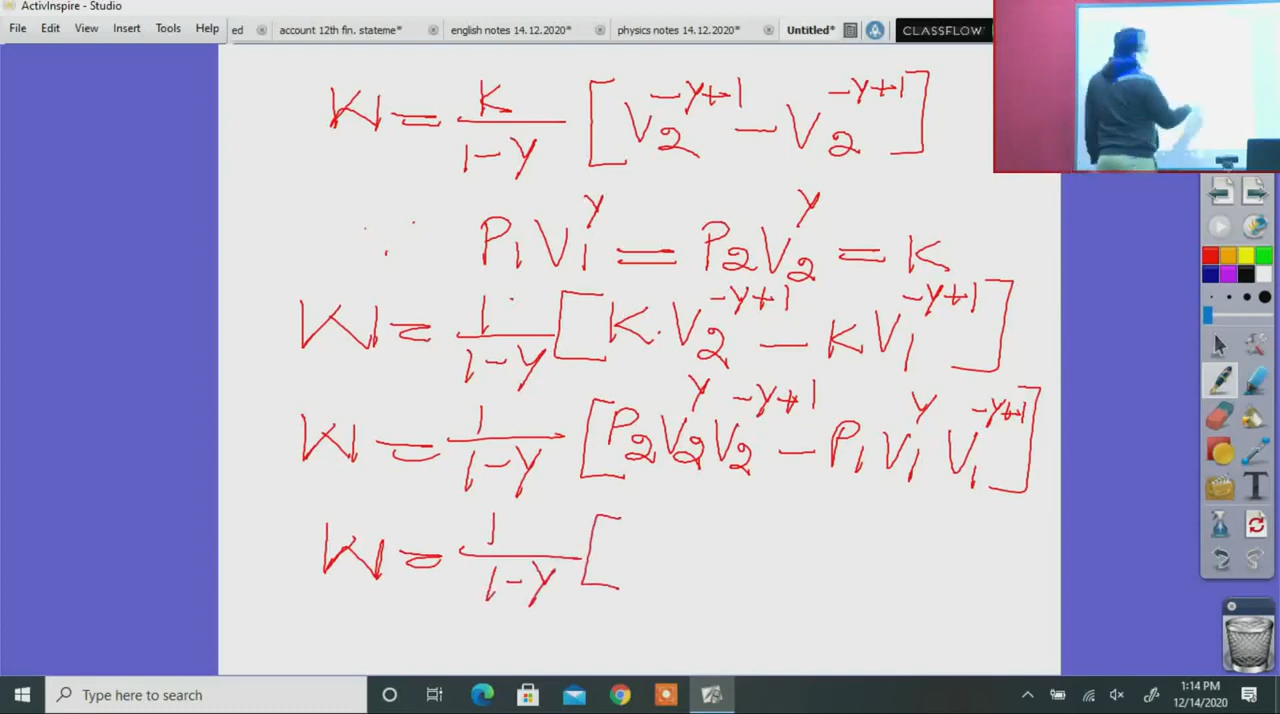 ActivInspire - Studio
File Edit View Insert Tools Help ed account 12th fin. stateme* english notes 14.12.2020* physics notes 14.12.2020* Untitled* CLASSFLOW
W = K/1-γ [V₂^-γ+1 - V₂^-γ+1]
∵ P₁V₁^γ = P₂V₂^γ = K
W = 1/1-γ [K.V₂^-γ+1 - KV₁^-γ+1]
W = 1/1-γ [P₂V₂^γ V₂^-γ+1 - P₁V₁^γ V₁^-γ+1]
W = 1/1-γ [
Type here to search
1:14 PM
12/14/2020